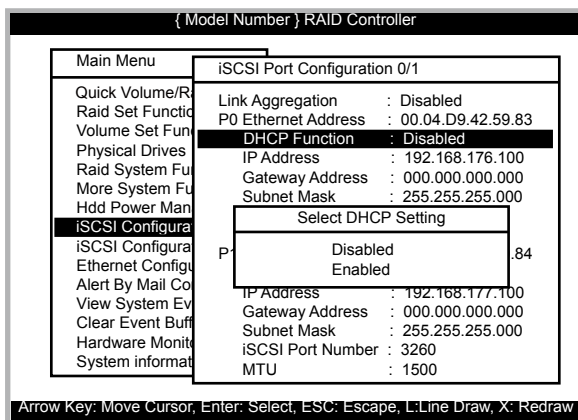 { Model Number } RAID Controller
Main Menu
Quick Volume/Ra
Raid Set Functio
Volume Set Fun
Physical Drives
Raid System Fu
More System Fu
Hdd Power Man
iSCSI Configura
iSCSI Configura
Ethernet Configu
Alert By Mail Co
View System Ev
Clear Event Buff
Hardware Monito
System informat
iSCSI Port Configuration 0/1
Link Aggregation : Disabled
P0 Ethernet Address : 00.04.D9.42.59.83
DHCP Function : Disabled
IP Address : 192.168.176.100
Gateway Address : 000.000.000.000
Subnet Mask : 255.255.255.000
Select DHCP Setting
Disabled
Enabled
P1 .84
IP Address : 192.168.177.100
Gateway Address : 000.000.000.000
Subnet Mask : 255.255.255.000
iSCSI Port Number : 3260
MTU : 1500
Arrow Key: Move Cursor, Enter: Select, ESC: Escape, L:Line Draw, X: Redraw